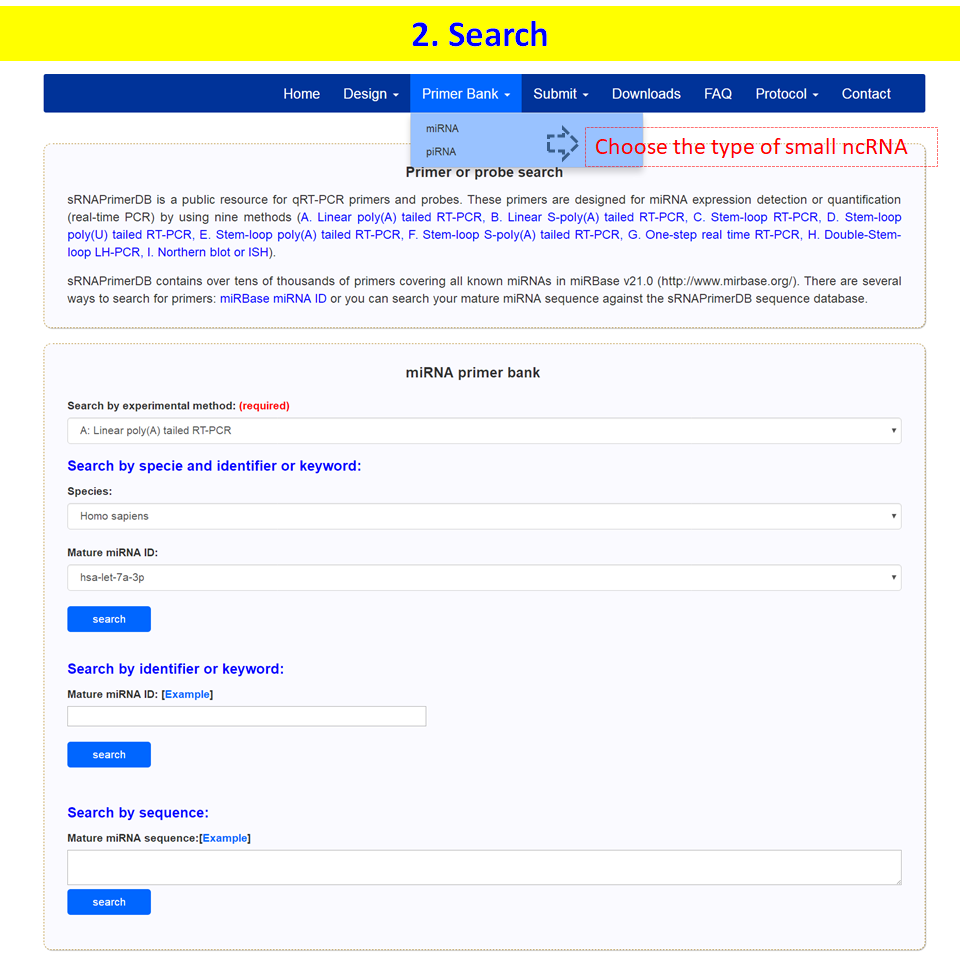 2. Search
Home Design Primer Bank Submit Downloads FAQ Protocol Contact
miRNA
piRNA
Choose the type of small ncRNA
Primer or probe search
sRNAPrimerDB is a public resource for qRT-PCR primers and probes. These primers are designed for miRNA expression detection or quantification
(real-time PCR) by using nine methods (A. Linear poly(A) tailed RT-PCR, B. Linear S-poly(A) tailed RT-PCR, C. Stem-loop RT-PCR, D. Stem-loop
poly(U) tailed RT-PCR, E. Stem-loop poly(A) tailed RT-PCR, F. Stem-loop S-poly(A) tailed RT-PCR, G. One-step real time RT-PCR, H. Double-Stem-
loop LH-PCR, I. Northern blot or ISH).
sRNAPrimerDB contains over tens of thousands of primers covering all known miRNAs in miRBase v21.0 (http://www.mirbase.org/). There are several
ways to search for primers: miRBase miRNA ID or you can search your mature miRNA sequence against the sRNAPrimerDB sequence database.
miRNA primer bank
Search by experimental method: (required)
A: Linear poly(A) tailed RT-PCR
Search by specie and identifier or keyword:
Species:
Homo sapiens
Mature miRNA ID:
hsa-let-7a-3p
search
Search by identifier or keyword:
Mature miRNA ID: [Example]
search
Search by sequence:
Mature miRNA sequence:[Example]
search